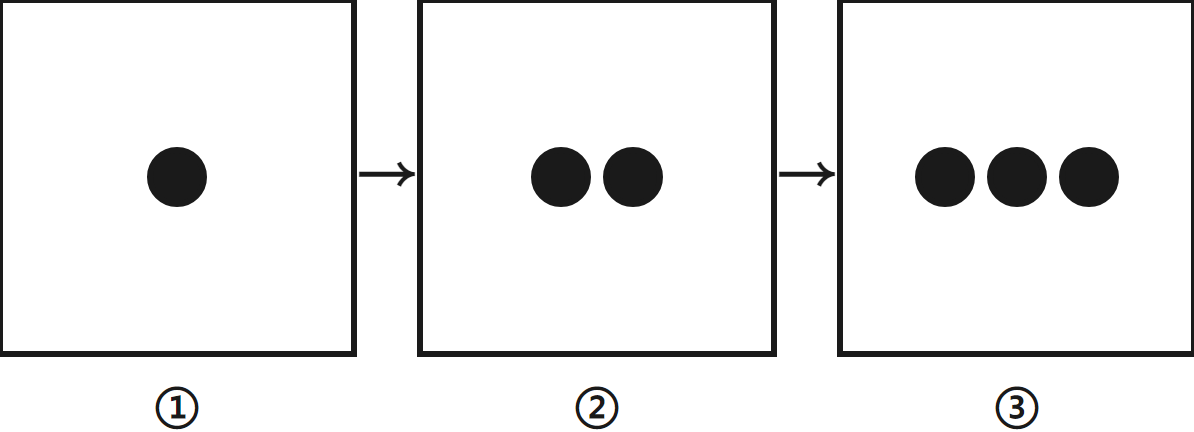 ① ② ③